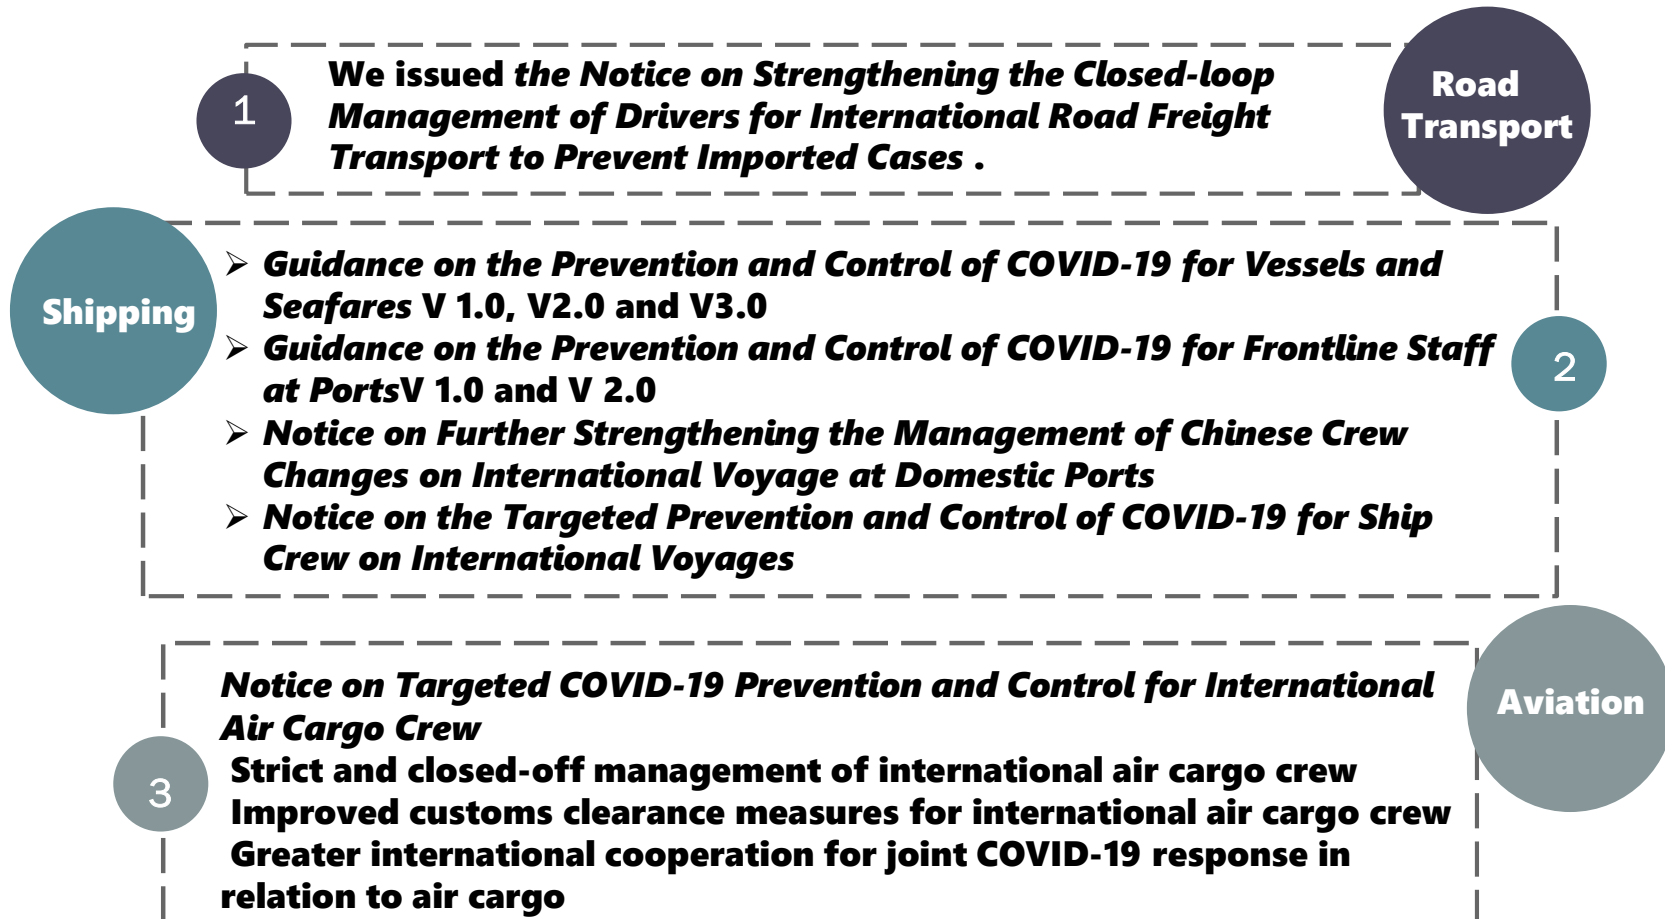 1
We issued the Notice on Strengthening the Closed-loop
Management of Drivers for International Road Freight
Transport to Prevent Imported Cases .
Road
Transport
Shipping
➢ Guidance on the Prevention and Control of COVID-19 for Vessels and
Seafares V 1.0, V2.0 and V3.0
➢ Guidance on the Prevention and Control of COVID-19 for Frontline Staff
at PortsV 1.0 and V 2.0
➢ Notice on Further Strengthening the Management of Chinese Crew
Changes on International Voyage at Domestic Ports
➢ Notice on the Targeted Prevention and Control of COVID-19 for Ship
Crew on International Voyages
2
Notice on Targeted COVID-19 Prevention and Control for International
Air Cargo Crew
Strict and closed-off management of international air cargo crew
Improved customs clearance measures for international air cargo crew
Greater international cooperation for joint COVID-19 response in
relation to air cargo
Aviation
3